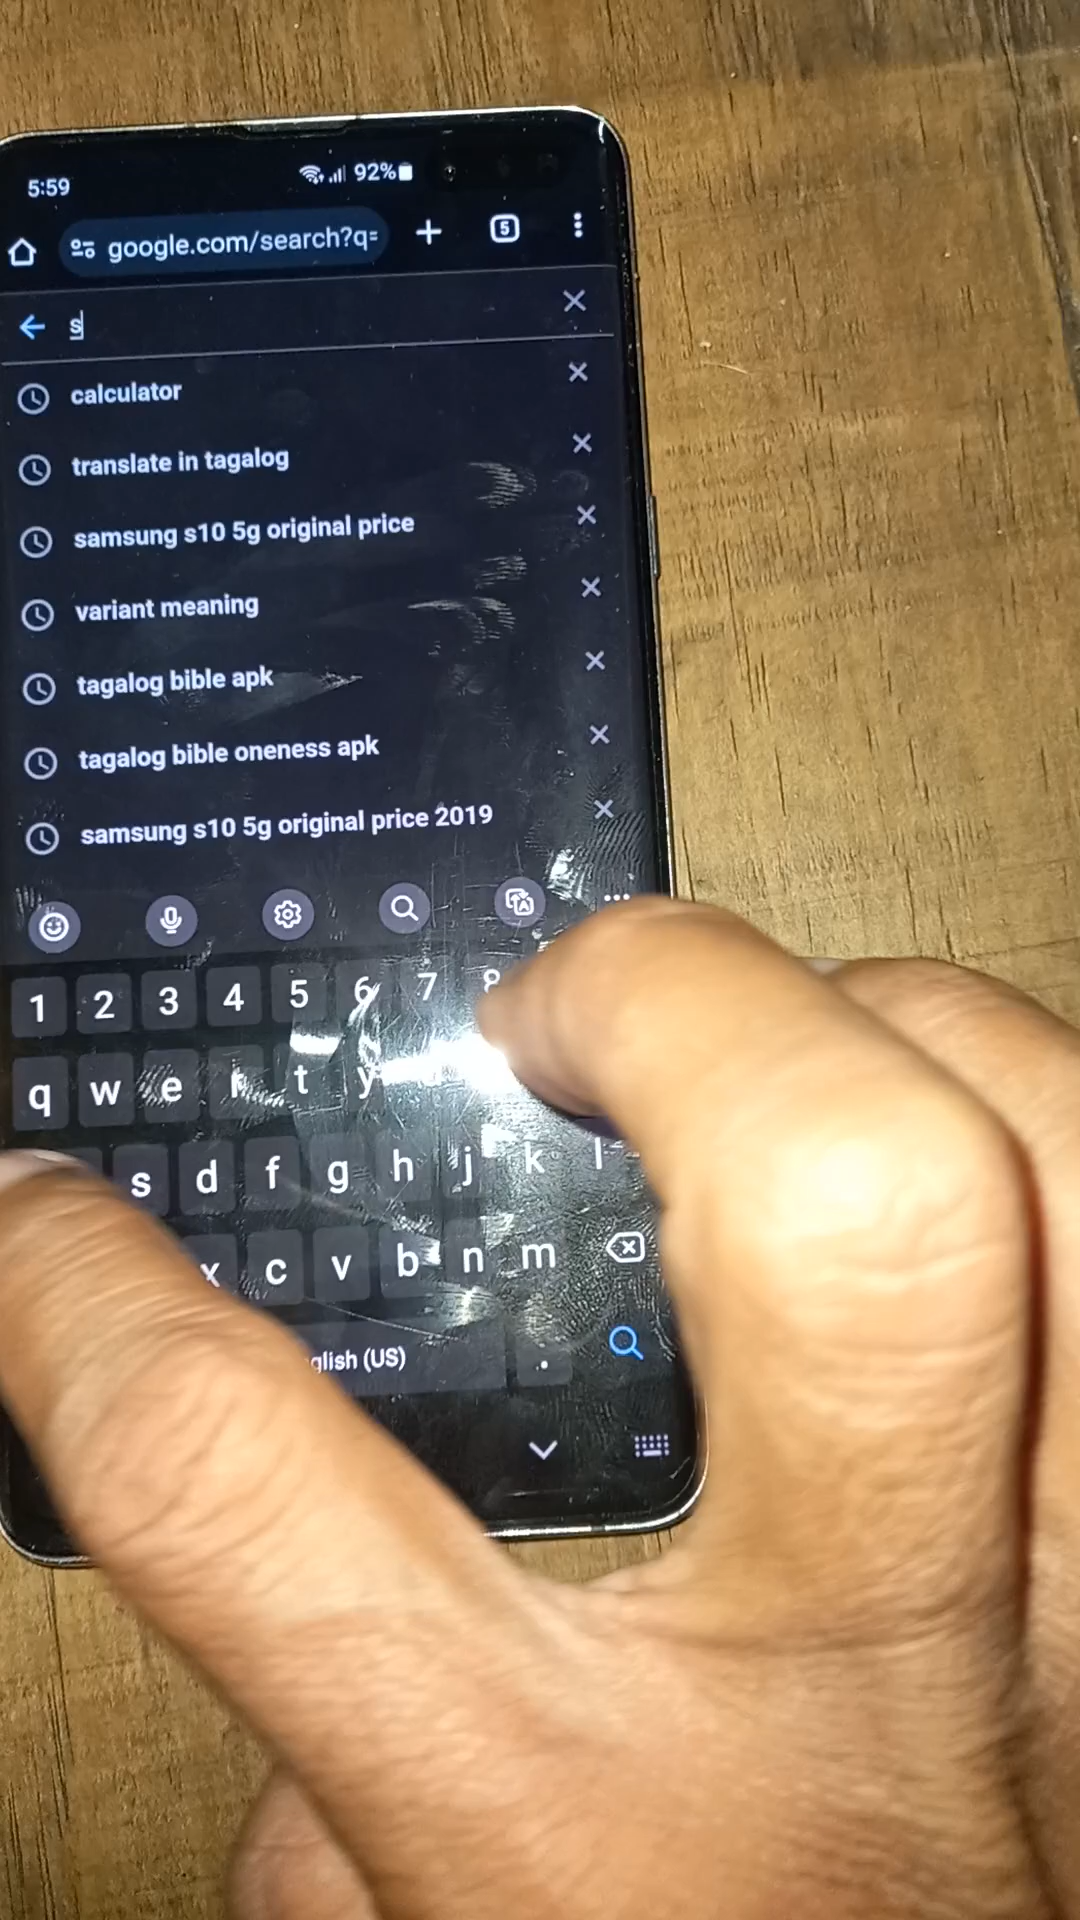 5:59 92%
google.com/search?q= 5
s
calculator
translate in tagalog
samsung s10 5g original price
variant meaning
tagalog bible apk
tagalog bible oneness apk
samsung s10 5g original price 2019
1 2 3 4 5 6 7 8
q w e r t y
s d f g h j k l
x c v b n m
glish (US) .